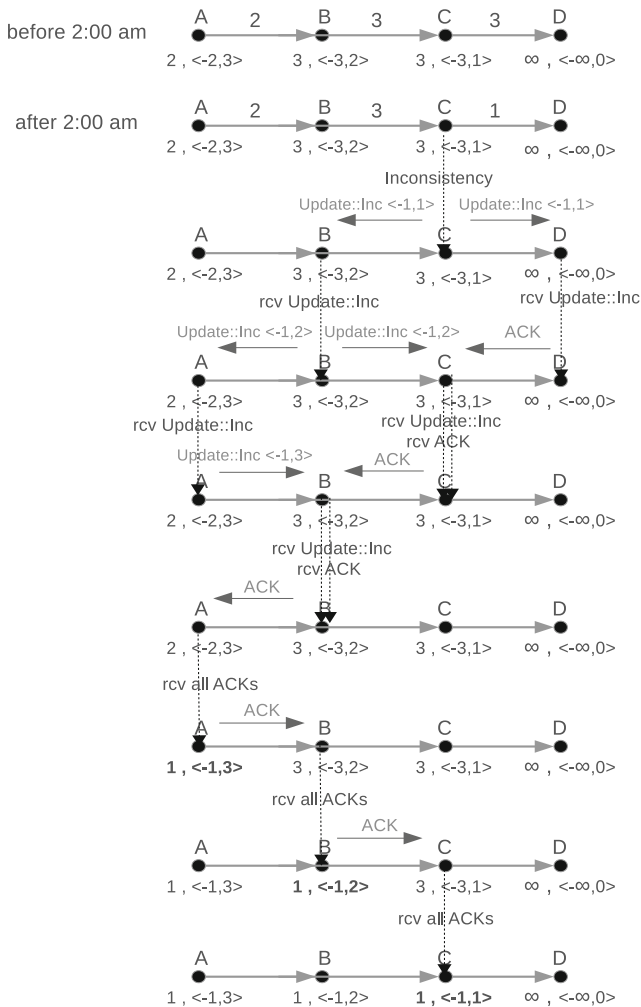 A B C D
2 3 3
before 2:00 am
2 , <-2,3> 3 , <-3,2> 3 , <-3,1> ∞ , <-∞,0>
A B C D
2 3 1
after 2:00 am
2 , <-2,3> 3 , <-3,2> 3 , <-3,1> ∞ , <-∞,0>
Inconsistency
Update::Inc <-1,1> Update::Inc <-1,1>
A B C D
2 , <-2,3> 3 , <-3,2> 3 , <-3,1> ∞ , <-∞,0>
rcv Update::Inc rcv Update::Inc
Update::Inc <-1,2> Update::Inc <-1,2> ACK
A B C D
2 , <-2,3> 3 , <-3,2> 3 , <-3,1> ∞ , <-∞,0>
rcv Update::Inc rcv Update::Inc
rcv ACK
Update::Inc <-1,3> ACK
A B C D
2 , <-2,3> 3 , <-3,2> 3 , <-3,1> ∞ , <-∞,0>
rcv Update::Inc
rcv ACK
ACK
A B C D
2 , <-2,3> 3 , <-3,2> 3 , <-3,1> ∞ , <-∞,0>
rcv all ACKs
ACK
A B C D
1 , <-1,3> 3 , <-3,2> 3 , <-3,1> ∞ , <-∞,0>
rcv all ACKs
ACK
A B C D
1 , <-1,3> 1 , <-1,2> 3 , <-3,1> ∞ , <-∞,0>
rcv all ACKs
A B C D
1 , <-1,3> 1 , <-1,2> 1 , <-1,1> ∞ , <-∞,0>